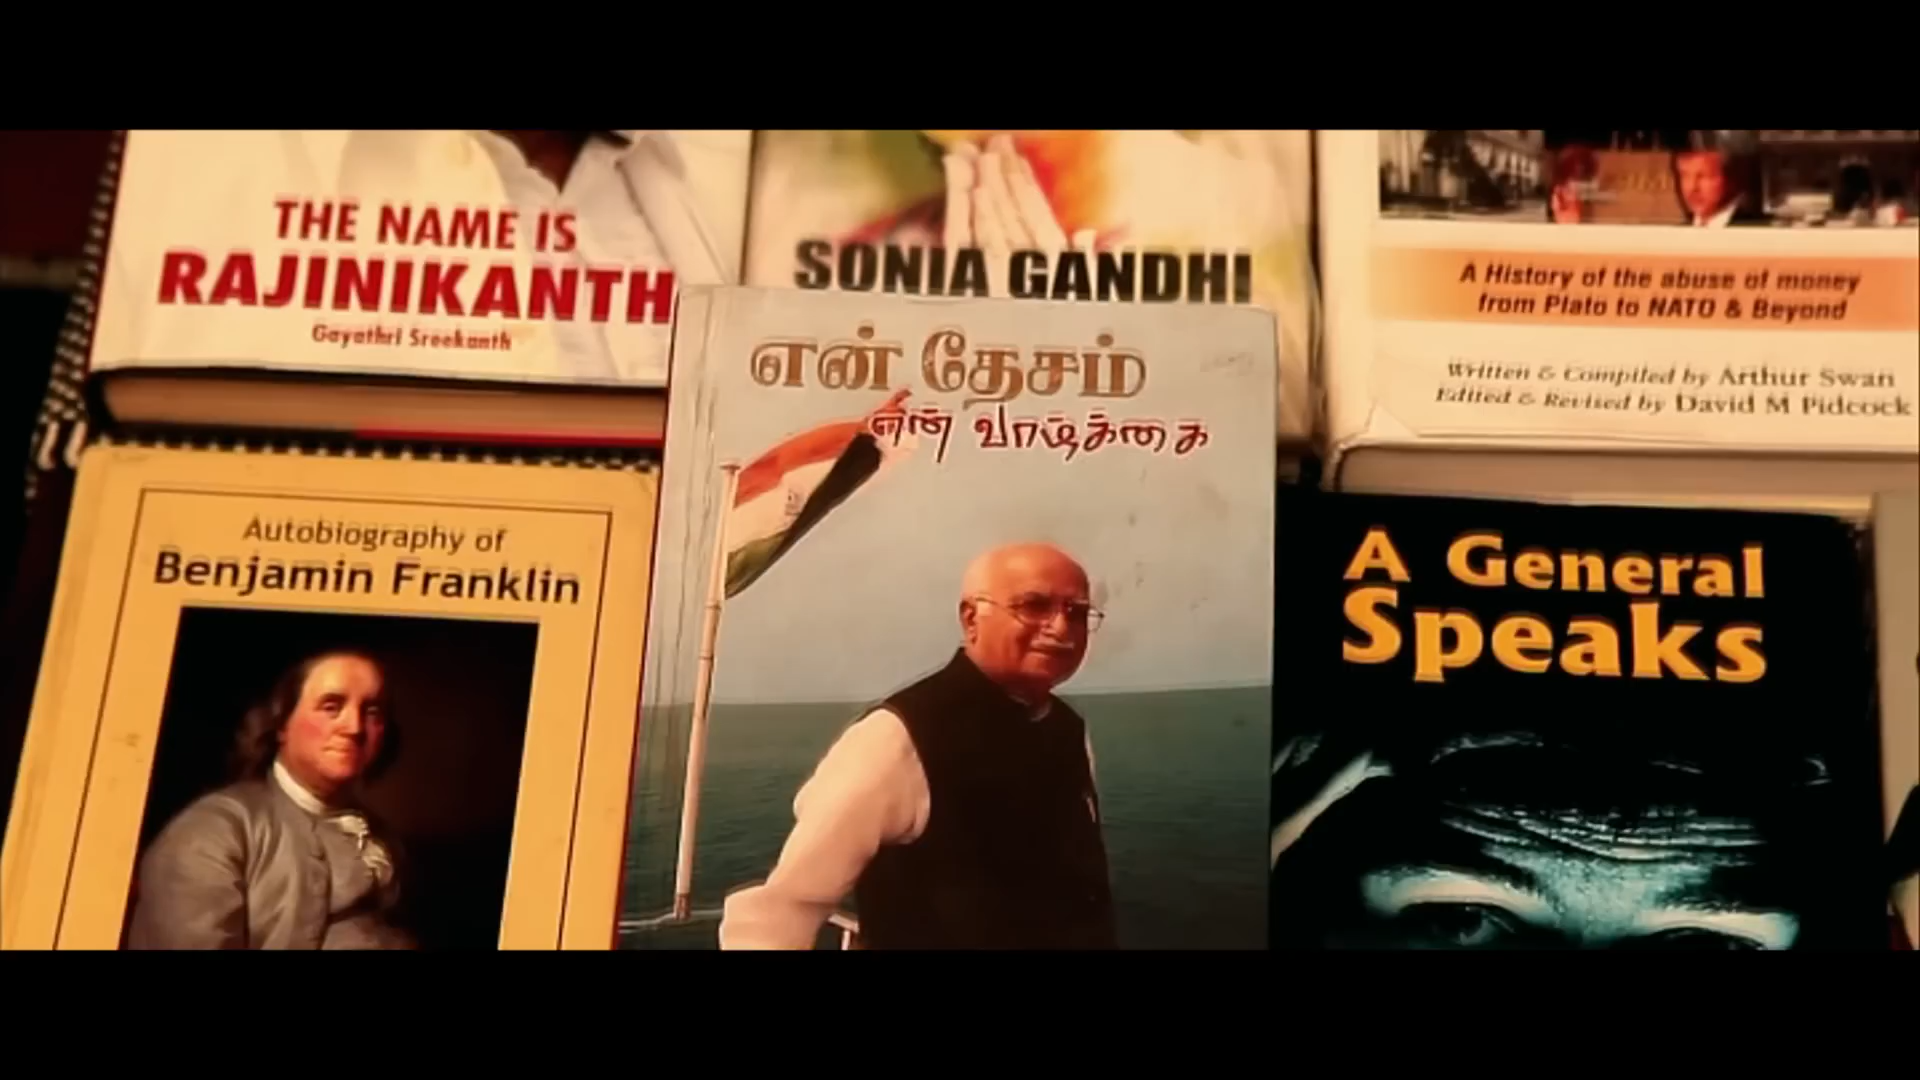 THE NAME IS
RAJINIKANTH
Gayathri Sreekanth
SONIA GANDHI
A History of the abuse of money
from Plato to NATO & Beyond
Written & Compiled by Arthur Swan
Edited & Revised by David M Pidcock
என் தேசம்
என் வாழ்க்கை
Autobiography of
Benjamin Franklin
A General
Speaks